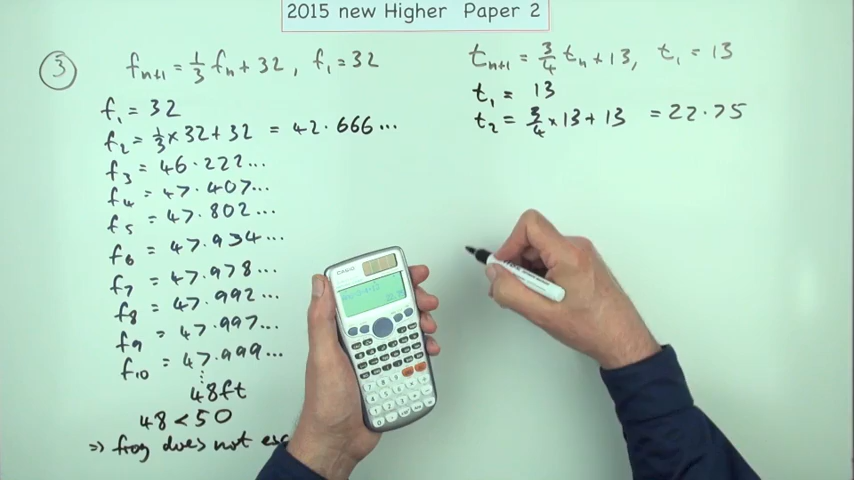 2015 new Higher Paper 2
3
fₙ₊₁ = 1/3 fₙ + 32 , f₁ = 32
f₁ = 32
f₂ = 1/3 × 32 + 32 = 42.666...
f₃ = 46.222...
f₄ = 47.407...
f₅ = 47.802...
f₆ = 47.934...
f₇ = 47.978...
f₈ = 47.992...
f₉ = 47.997...
f₁₀ = 47.999...
48ft
48 < 50
⇒ frog does not esc
tₙ₊₁ = 3/4 tₙ + 13, t₁ = 13
t₁ = 13
t₂ = 3/4 × 13 + 13 = 22.75
CASIO